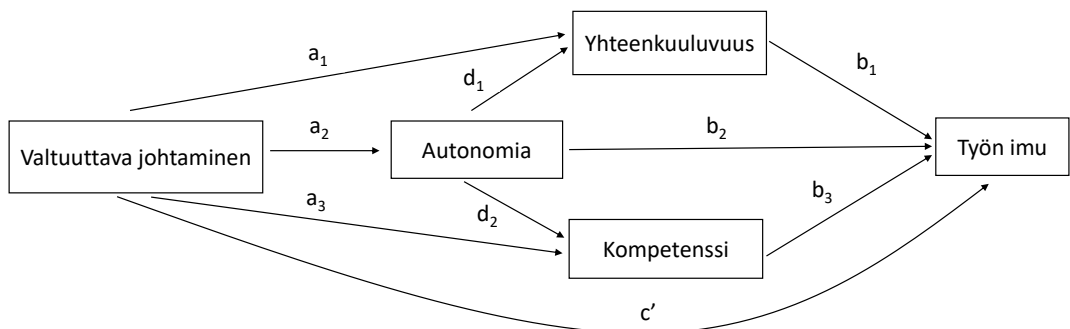 Yhteenkuuluvuus
a₁
b₁
d₁
Valtuuttava johtaminen
a₂
Autonomia
b₂
Työn imu
a₃
d₂
b₃
Kompetenssi
c’